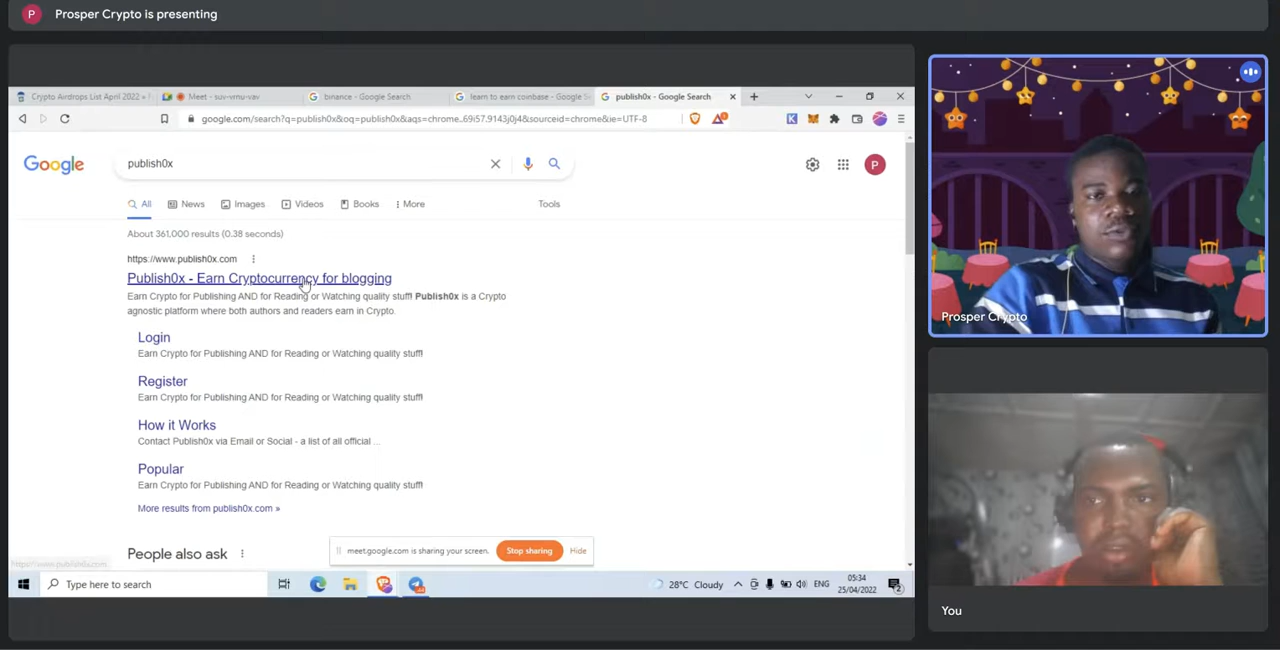 P
Prosper Crypto is presenting
Crypto Airdrops List April 2022 »
Meet - suv-vrnu-vav
binance - Google Search
learn to earn coinbase - Google Se
publish0x - Google Search
google.com/search?q=publish0x&oq=publish0x&aqs=chrome..69i57.9143j0j4&sourceid=chrome&ie=UTF-8
K
Google
publish0x
P
All
News
Images
Videos
Books
More
Tools
About 361,000 results (0.38 seconds)
https://www.publish0x.com
Publish0x - Earn Cryptocurrency for blogging
Earn Crypto for Publishing AND for Reading or Watching quality stuff! Publish0x is a Crypto
agnostic platform where both authors and readers earn in Crypto.
Login
Earn Crypto for Publishing AND for Reading or Watching quality stuff!
Register
Earn Crypto for Publishing AND for Reading or Watching quality stuff!
How it Works
Contact Publish0x via Email or Social - a list of all official ...
Popular
Earn Crypto for Publishing AND for Reading or Watching quality stuff!
More results from publish0x.com »
People also ask
meet.google.com is sharing your screen.
Stop sharing
Hide
https://www.publish0x.com
Type here to search
28°C Cloudy
ENG
05:34
25/04/2022
2
Prosper Crypto
You